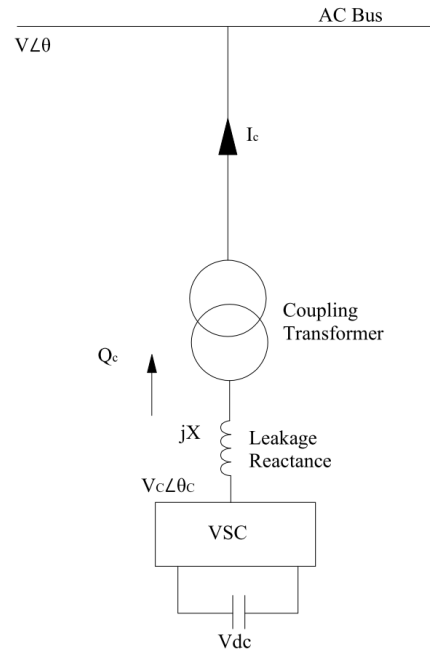 AC Bus
V∠θ
Ic
Coupling
Transformer
Qc
jX
Leakage
Reactance
VC∠θC
VSC
Vdc